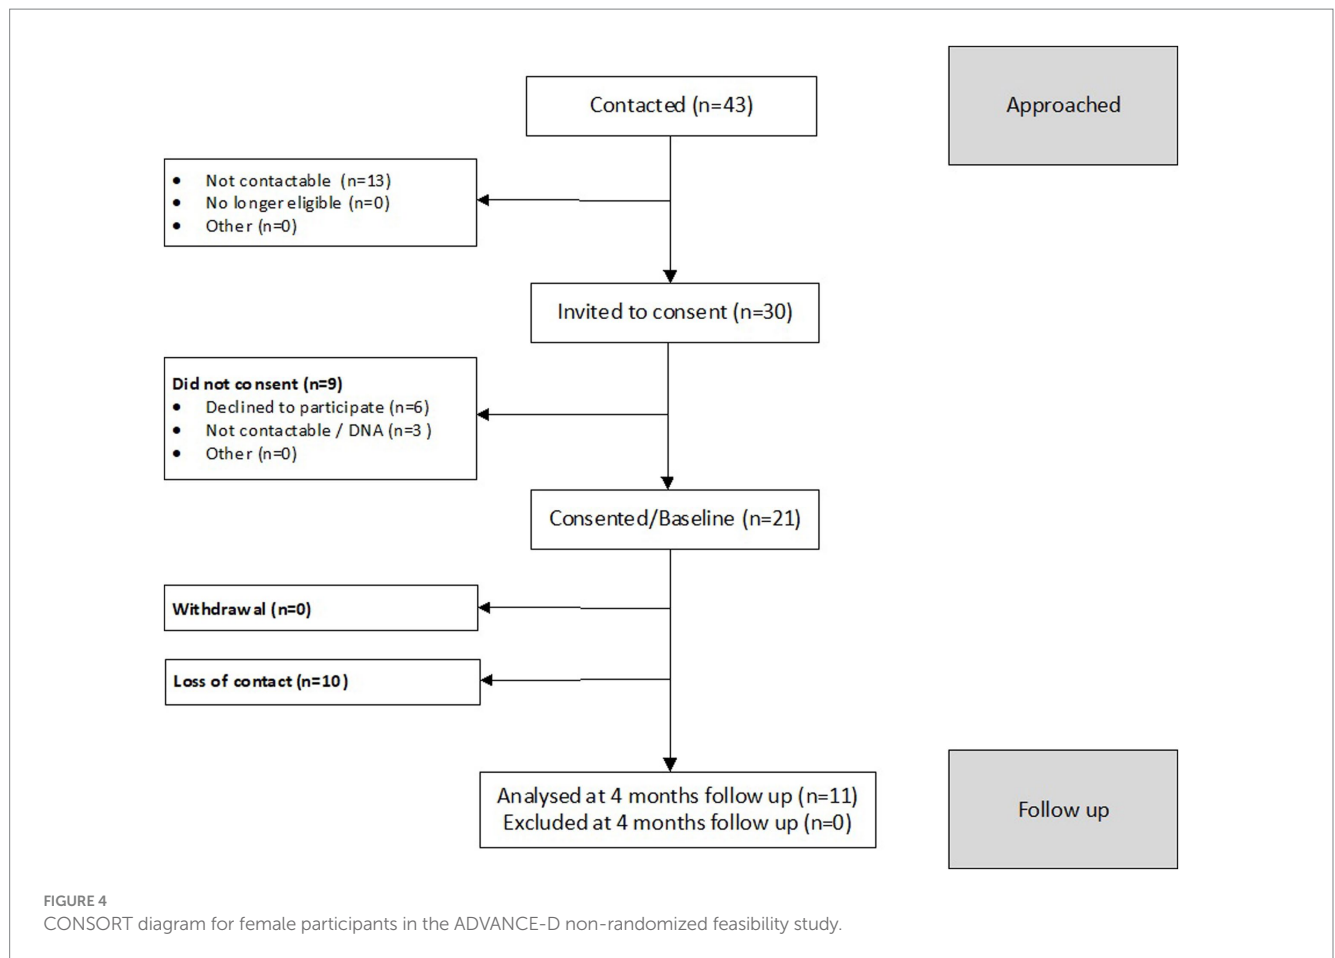 Contacted (n=43)
Approached
• Not contactable (n=13)
• No longer eligible (n=0)
• Other (n=0)
Invited to consent (n=30)
Did not consent (n=9)
• Declined to participate (n=6)
• Not contactable / DNA (n=3 )
• Other (n=0)
Consented/Baseline (n=21)
Withdrawal (n=0)
Loss of contact (n=10)
Analysed at 4 months follow up (n=11)
Excluded at 4 months follow up (n=0)
Follow up
FIGURE 4
CONSORT diagram for female participants in the ADVANCE-D non-randomized feasibility study.